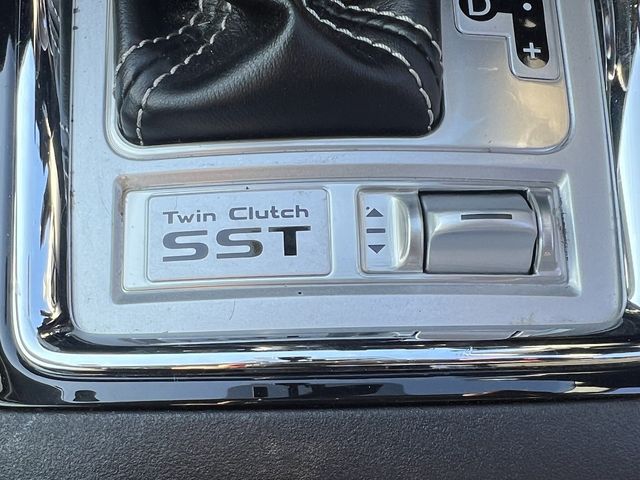 D
+
Twin Clutch
SST